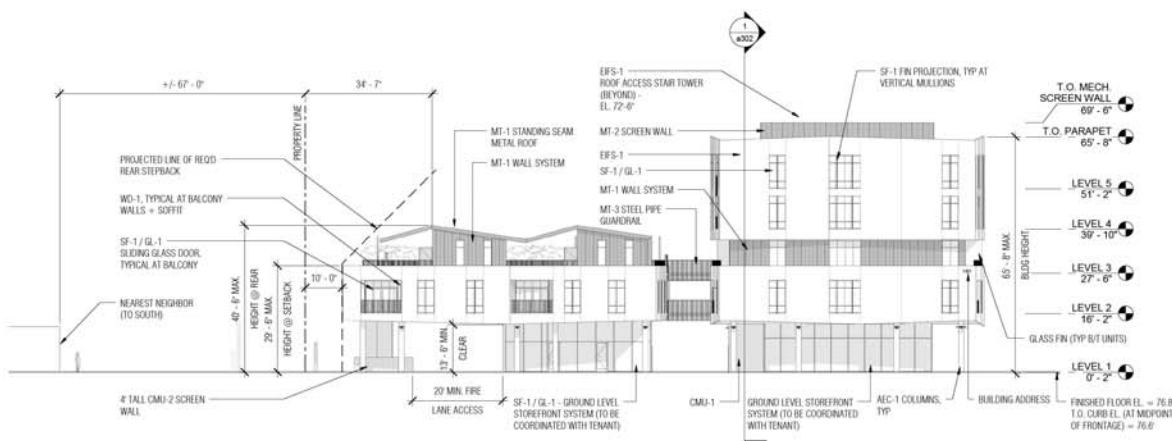 1
a302
+/- 67' - 0"
34' - 7"
PROPERTY LINE
EIFS-1
ROOF ACCESS STAIR TOWER
(BEYOND) -
EL. 72'-6"
SF-1 FIN PROJECTION, TYP AT
VERTICAL MULLIONS
T.O. MECH.
SCREEN WALL
69' - 6"
T.O. PARAPET
65' - 8"
MT-1 STANDING SEAM
METAL ROOF
MT-2 SCREEN WALL
PROJECTED LINE OF REQ'D
REAR STEPBACK
MT-1 WALL SYSTEM
EIFS-1
SF-1 / GL-1
MT-1 WALL SYSTEM
LEVEL 5
51' - 2"
WD-1, TYPICAL AT BALCONY
WALLS + SOFFIT
MT-3 STEEL PIPE
GUARDRAIL
LEVEL 4
39' - 10"
SF-1 / GL-1
SLIDING GLASS DOOR,
TYPICAL AT BALCONY
10' - 0"
40' - 6" MAX.
HEIGHT @ REAR
29' - 6" MAX.
HEIGHT @ SETBACK
65' - 8" MAX.
BLDG HEIGHT
LEVEL 3
27' - 6"
NEAREST NEIGHBOR
(TO SOUTH)
LEVEL 2
16' - 2"
13' - 6" MIN.
CLEAR
GLASS FIN (TYP B/T UNITS)
LEVEL 1
0' - 2"
4' TALL CMU-2 SCREEN
WALL
20' MIN. FIRE
LANE ACCESS
SF-1 / GL-1 - GROUND LEVEL
STOREFRONT SYSTEM (TO BE
COORDINATED WITH TENANT)
CMU-1
GROUND LEVEL STOREFRONT
SYSTEM (TO BE COORDINATED
WITH TENANT)
AEC-1 COLUMNS,
TYP
BUILDING ADDRESS
FINISHED FLOOR EL. = 76.8
T.O. CURB EL. (AT MIDPOINT
OF FRONTAGE) = 76.6'